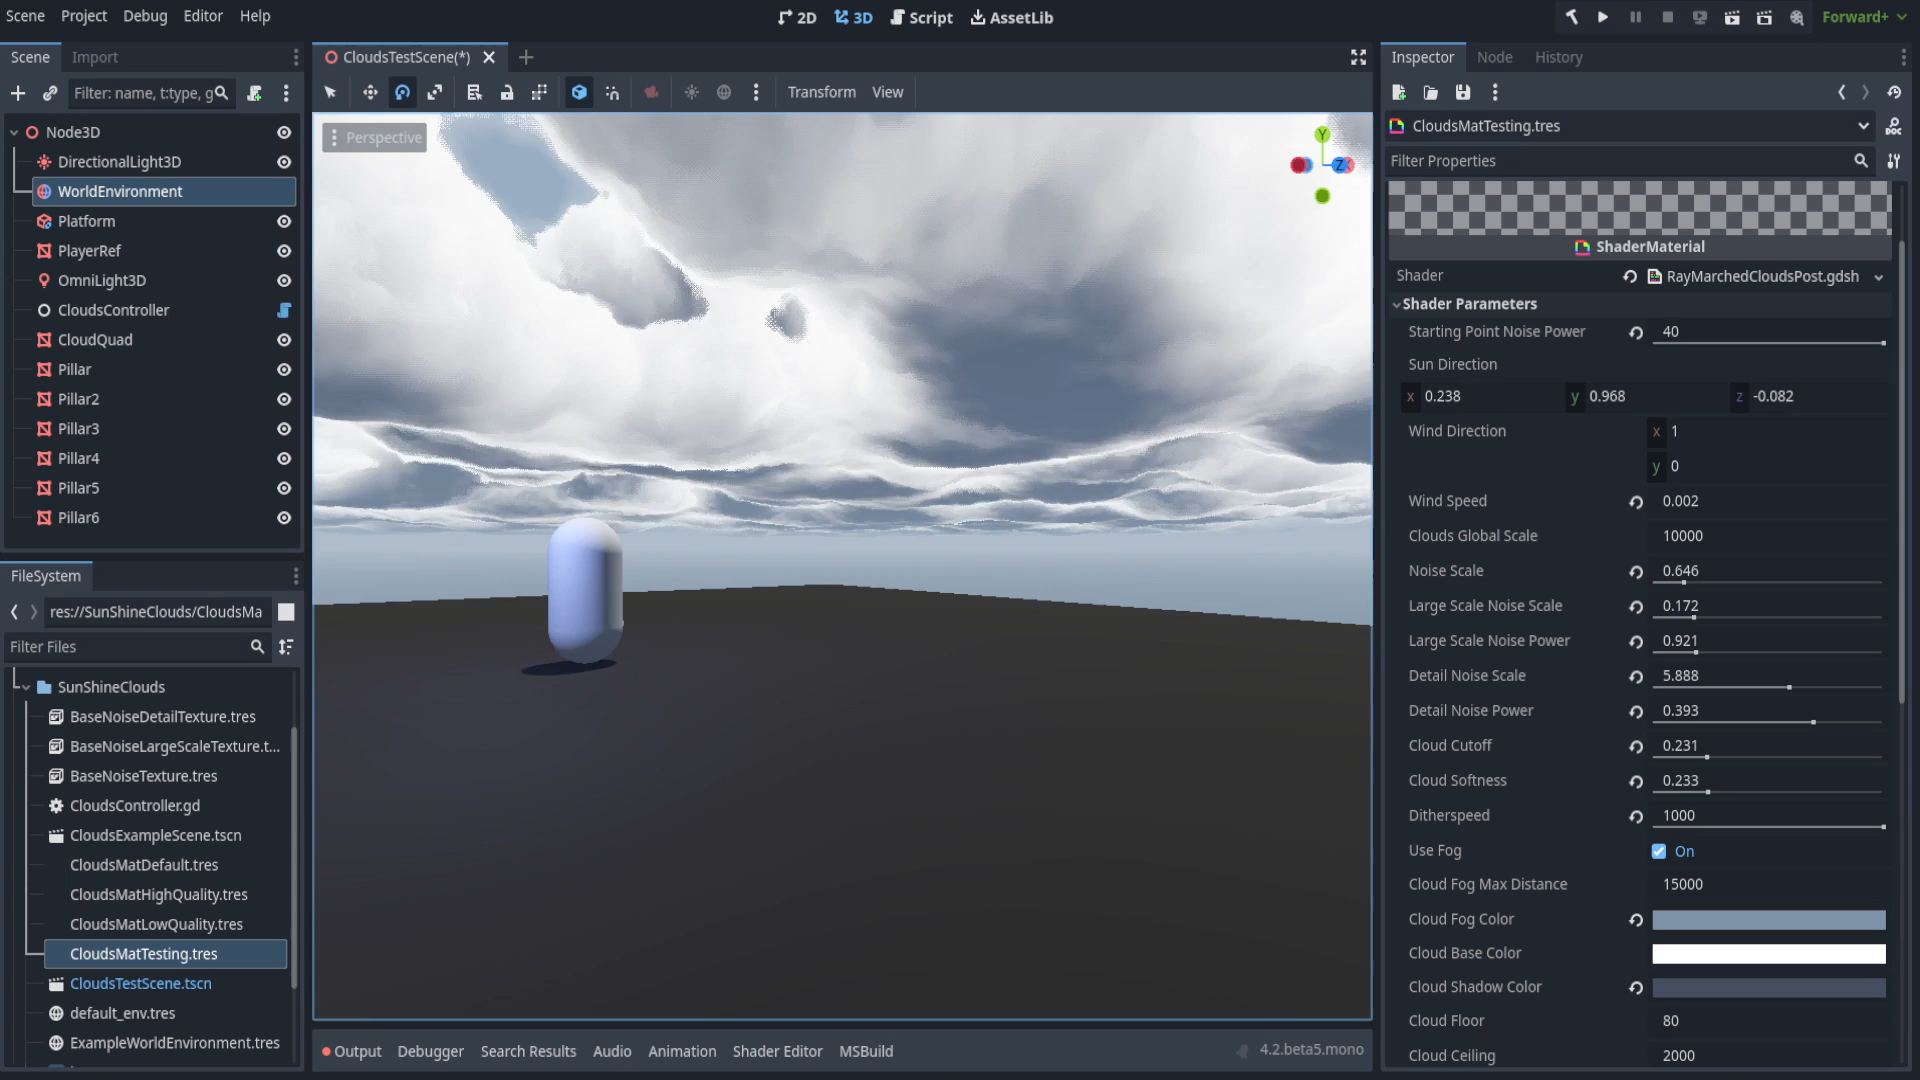 Scene Project Debug Editor Help
2D 3D Script AssetLib
Forward+
Scene Import
CloudsTestScene(*)
Inspector Node History
Filter: name, t:type, g
Transform View
Perspective
Y
Z
Node3D
DirectionalLight3D
WorldEnvironment
Platform
PlayerRef
OmniLight3D
CloudsController
CloudQuad
Pillar
Pillar2
Pillar3
Pillar4
Pillar5
Pillar6
FileSystem
res://SunShineClouds/CloudsMa
Filter Files
SunShineClouds
BaseNoiseDetailTexture.tres
BaseNoiseLargeScaleTexture.t...
BaseNoiseTexture.tres
CloudsController.gd
CloudsExampleScene.tscn
CloudsMatDefault.tres
CloudsMatHighQuality.tres
CloudsMatLowQuality.tres
CloudsMatTesting.tres
CloudsTestScene.tscn
default_env.tres
ExampleWorldEnvironment.tres
Output Debugger Search Results Audio Animation Shader Editor MSBuild
4.2.beta5.mono
CloudsMatTesting.tres
DOC
Filter Properties
ShaderMaterial
Shader RayMarchedCloudsPost.gdsh
Shader Parameters
Starting Point Noise Power 40
Sun Direction
x 0.238 y 0.968 z -0.082
Wind Direction x 1
y 0
Wind Speed 0.002
Clouds Global Scale 10000
Noise Scale 0.646
Large Scale Noise Scale 0.172
Large Scale Noise Power 0.921
Detail Noise Scale 5.888
Detail Noise Power 0.393
Cloud Cutoff 0.231
Cloud Softness 0.233
Ditherspeed 1000
Use Fog On
Cloud Fog Max Distance 15000
Cloud Fog Color
Cloud Base Color
Cloud Shadow Color
Cloud Floor 80
Cloud Ceiling 2000